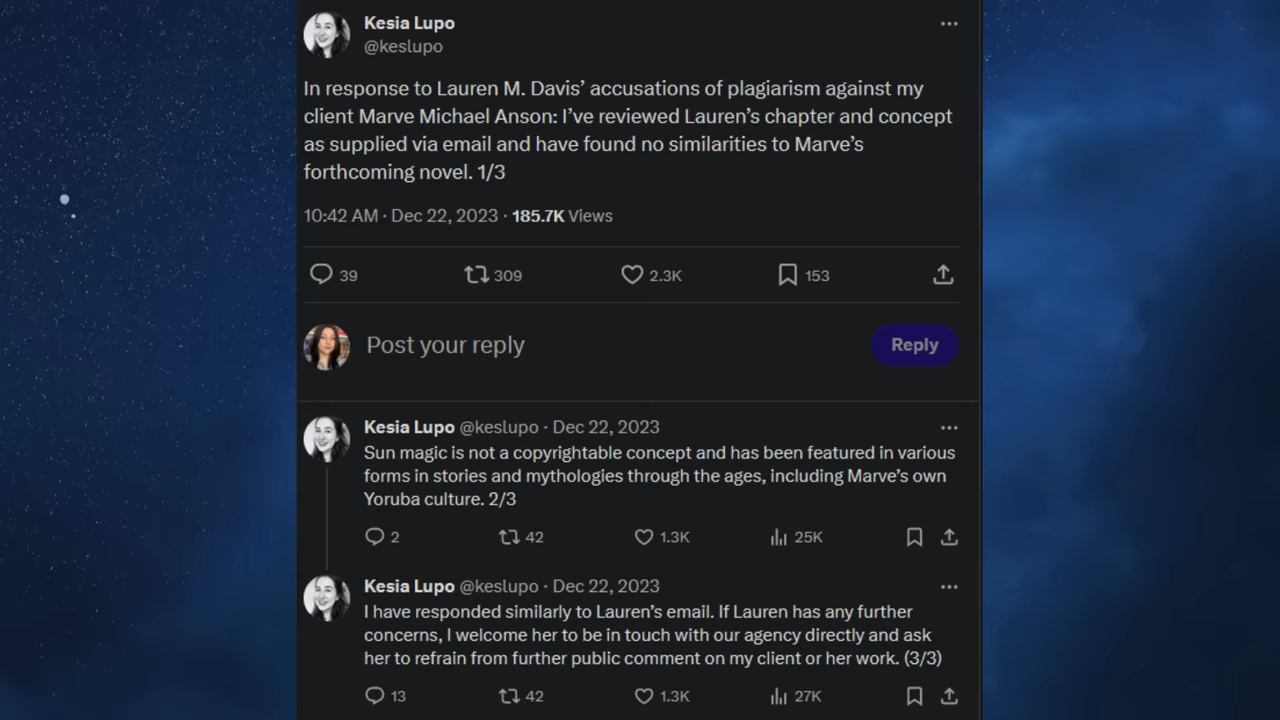 Kesia Lupo
@keslupo
In response to Lauren M. Davis’ accusations of plagiarism against my
client Marve Michael Anson: I’ve reviewed Lauren’s chapter and concept
as supplied via email and have found no similarities to Marve’s
forthcoming novel. 1/3
10:42 AM · Dec 22, 2023 · 185.7K Views
39 309 2.3K 153
Post your reply
Reply
Kesia Lupo @keslupo · Dec 22, 2023
Sun magic is not a copyrightable concept and has been featured in various
forms in stories and mythologies through the ages, including Marve’s own
Yoruba culture. 2/3
2 42 1.3K 25K
Kesia Lupo @keslupo · Dec 22, 2023
I have responded similarly to Lauren’s email. If Lauren has any further
concerns, I welcome her to be in touch with our agency directly and ask
her to refrain from further public comment on my client or her work. (3/3)
13 42 1.3K 27K